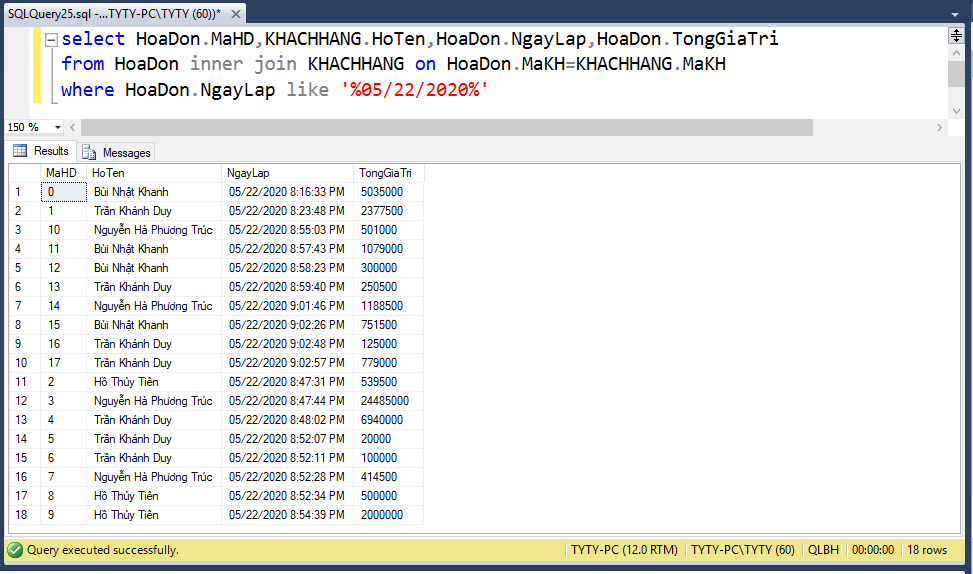 SQLQuery25.sql -...TYTY-PC\TYTY (60))*
select HoaDon.MaHD,KHACHHANG.HoTen,HoaDon.NgayLap,HoaDon.TongGiaTri
from HoaDon inner join KHACHHANG on HoaDon.MaKH=KHACHHANG.MaKH
where HoaDon.NgayLap like '%05/22/2020%'
150 %
Results Messages
MaHD HoTen NgayLap TongGiaTri
1 0 Bùi Nhật Khanh 05/22/2020 8:16:33 PM 5035000
2 1 Trần Khánh Duy 05/22/2020 8:23:48 PM 2377500
3 10 Nguyễn Hà Phương Trúc 05/22/2020 8:55:03 PM 501000
4 11 Bùi Nhật Khanh 05/22/2020 8:57:43 PM 1079000
5 12 Bùi Nhật Khanh 05/22/2020 8:58:23 PM 300000
6 13 Trần Khánh Duy 05/22/2020 8:59:40 PM 250500
7 14 Nguyễn Hà Phương Trúc 05/22/2020 9:01:46 PM 1188500
8 15 Bùi Nhật Khanh 05/22/2020 9:02:26 PM 751500
9 16 Trần Khánh Duy 05/22/2020 9:02:48 PM 125000
10 17 Trần Khánh Duy 05/22/2020 9:02:57 PM 779000
11 2 Hồ Thủy Tiên 05/22/2020 8:47:31 PM 539500
12 3 Nguyễn Hà Phương Trúc 05/22/2020 8:47:44 PM 24485000
13 4 Trần Khánh Duy 05/22/2020 8:48:02 PM 6940000
14 5 Trần Khánh Duy 05/22/2020 8:52:07 PM 20000
15 6 Trần Khánh Duy 05/22/2020 8:52:11 PM 100000
16 7 Nguyễn Hà Phương Trúc 05/22/2020 8:52:28 PM 414500
17 8 Hồ Thủy Tiên 05/22/2020 8:52:34 PM 500000
18 9 Hồ Thủy Tiên 05/22/2020 8:54:39 PM 2000000
Query executed successfully. TYTY-PC (12.0 RTM) TYTY-PC\TYTY (60) QLBH 00:00:00 18 rows